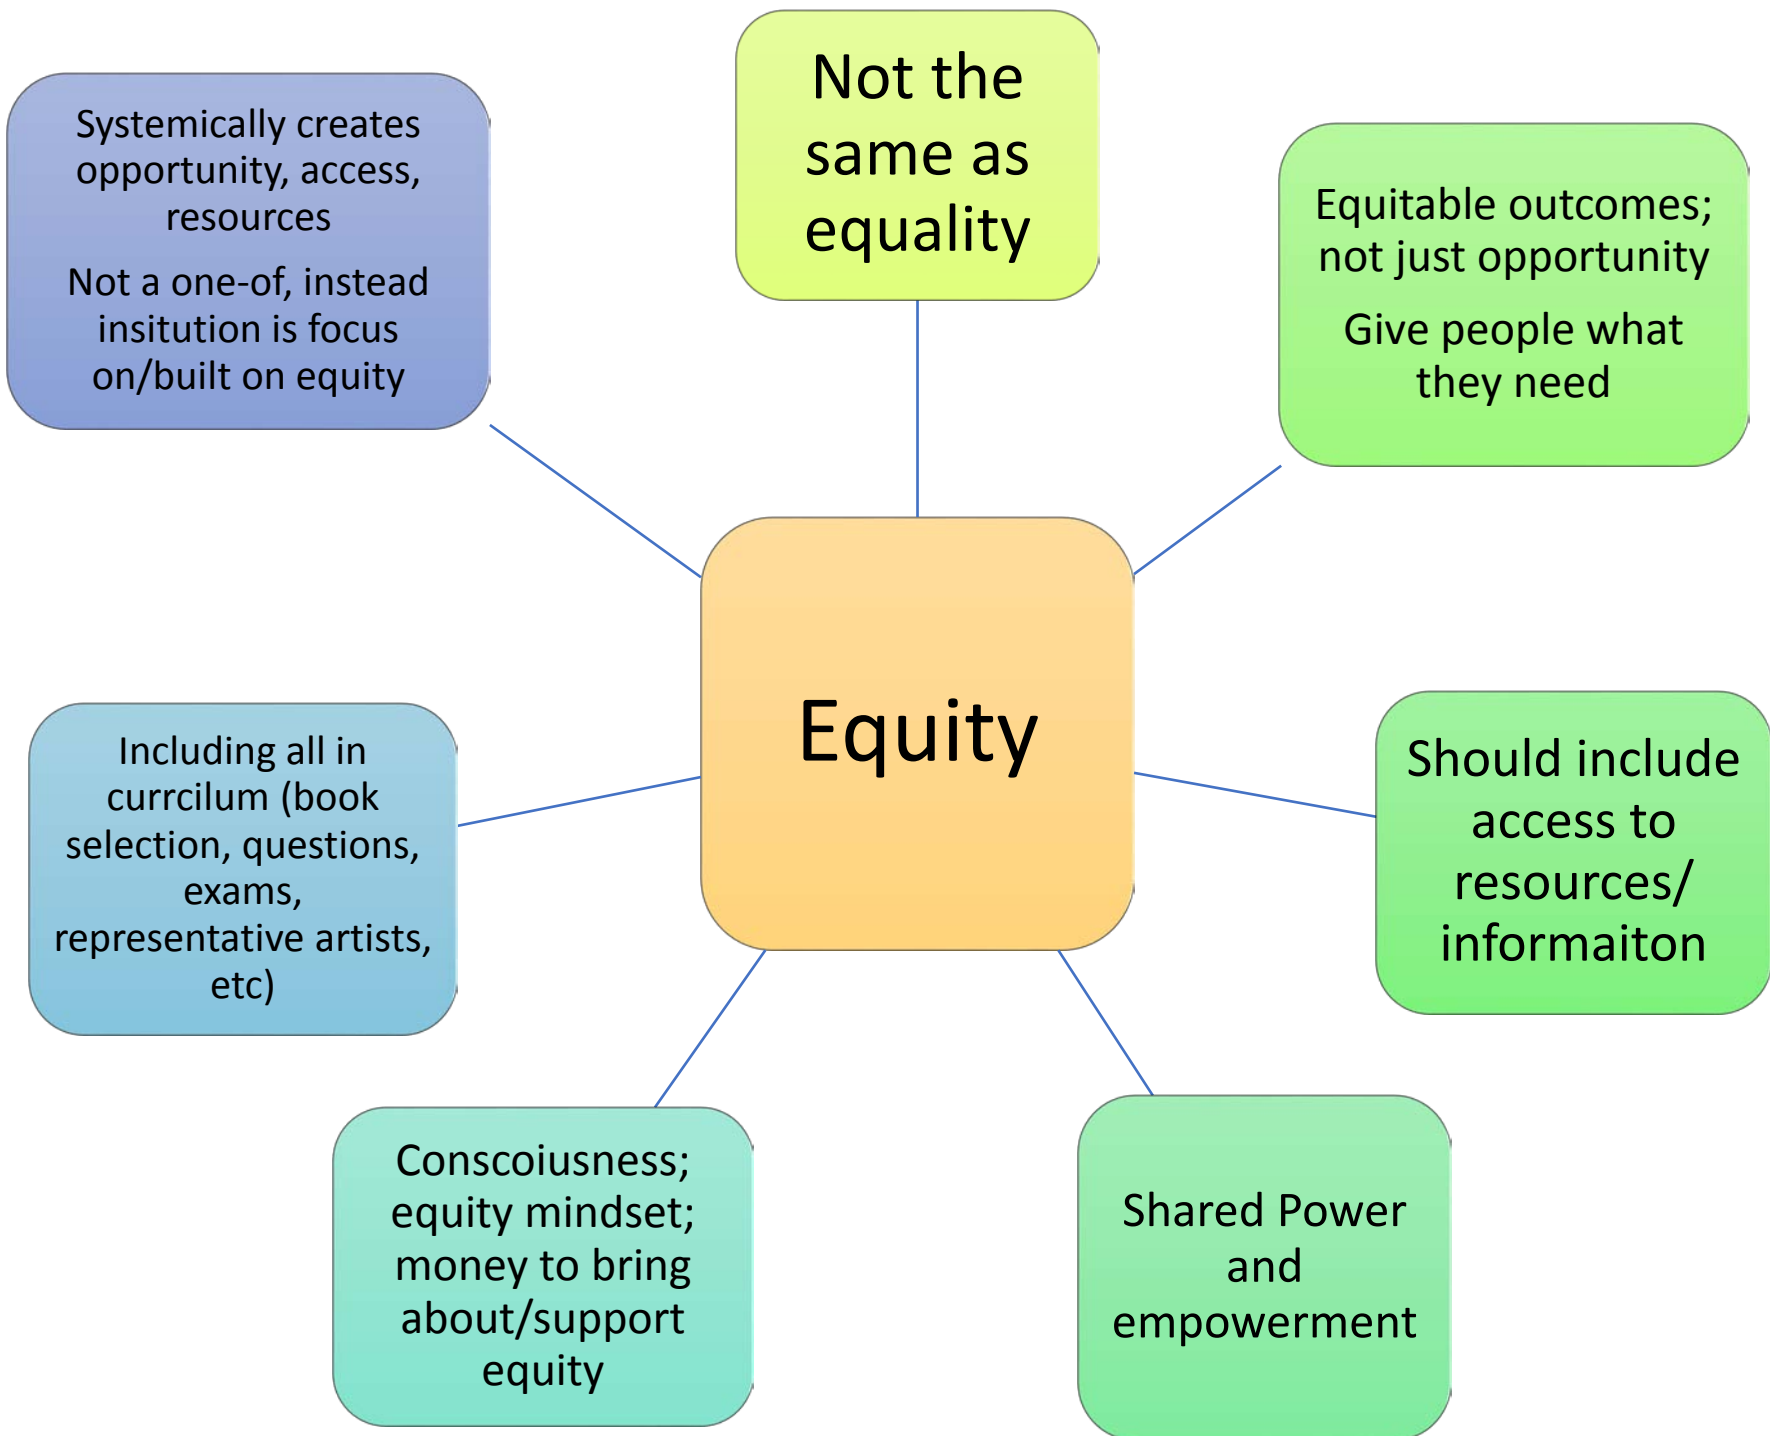 Not the
same as
equality
Equitable outcomes;
not just opportunity
Give people what
they need
Should include
access to
resources/
informaiton
Shared Power
and
empowerment
Conscoiusness;
equity mindset;
money to bring
about/support
equity
Including all in
currcilum (book
selection, questions,
exams,
representative artists,
etc)
Systemically creates
opportunity, access,
resources
Not a one-of, instead
insitution is focus
on/built on equity
Equity